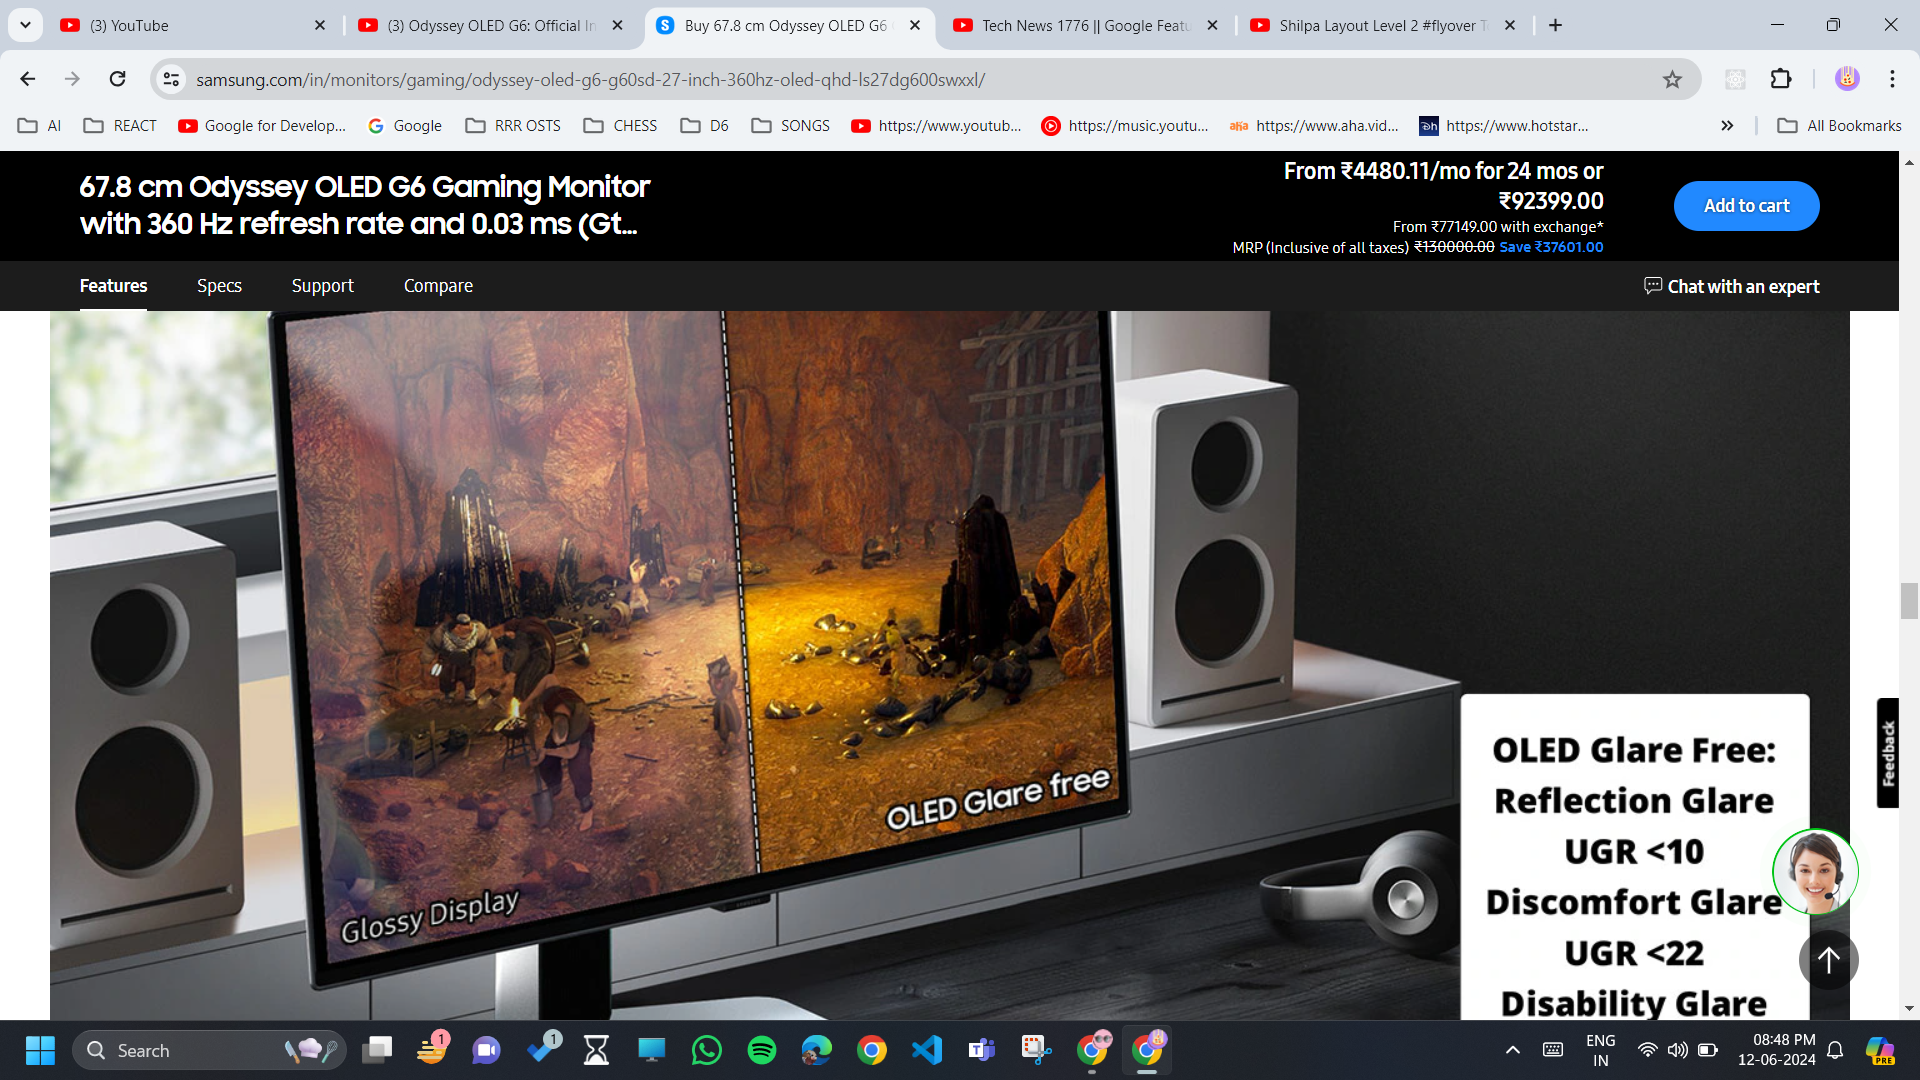 (3) YouTube
(3) Odyssey OLED G6: Official In
Buy 67.8 cm Odyssey OLED G6
Tech News 1776 || Google Featu
Shilpa Layout Level 2 #flyover T
samsung.com/in/monitors/gaming/odyssey-oled-g6-g60sd-27-inch-360hz-oled-qhd-ls27dg600swxxl/
AI
REACT
Google for Develop...
Google
RRR OSTS
CHESS
D6
SONGS
https://www.youtub...
https://music.youtu...
aha
https://www.aha.vid...
https://www.hotstar...
All Bookmarks
67.8 cm Odyssey OLED G6 Gaming Monitor
with 360 Hz refresh rate and 0.03 ms (Gt...
From ₹4480.11/mo for 24 mos or
₹92399.00
From ₹77149.00 with exchange*
MRP (Inclusive of all taxes) ₹130000.00 Save ₹37601.00
Add to cart
Features
Specs
Support
Compare
Chat with an expert
Glossy Display
OLED Glare free
OLED Glare Free:
Reflection Glare
UGR <10
Discomfort Glare
UGR <22
Disability Glare
Feedback
Search
1
1
ENG
IN
08:48 PM
12-06-2024
PRE